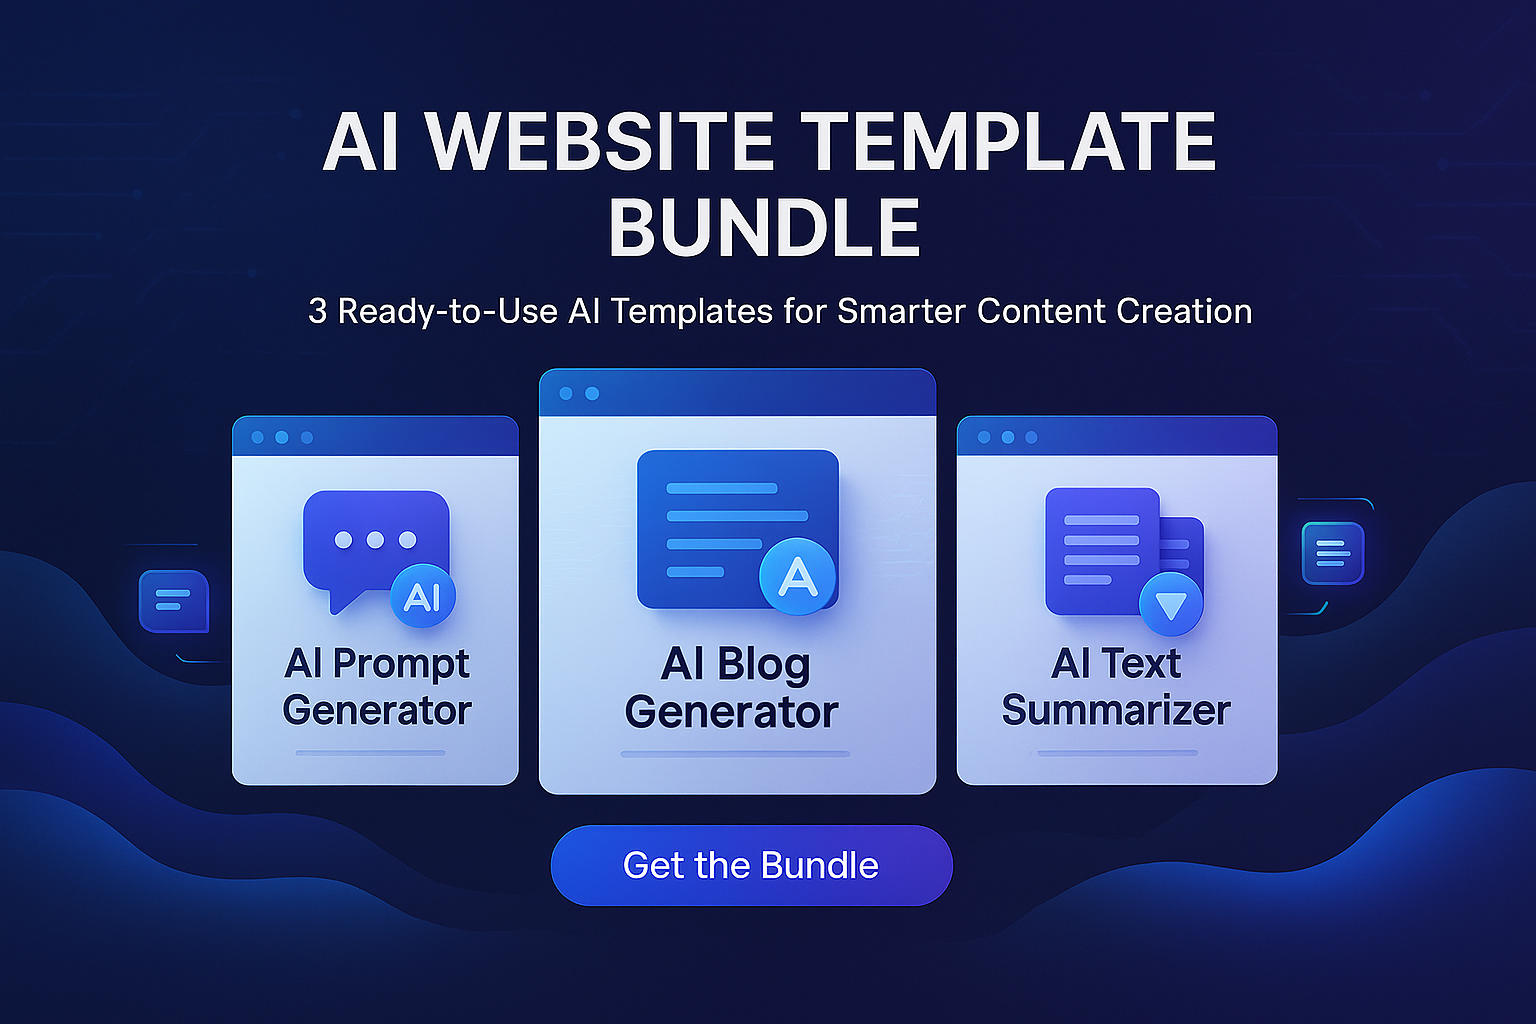 AI WEBSITE TEMPLATE
BUNDLE
3 Ready-to-Use AI Templates for Smarter Content Creation
AI
AI Prompt
Generator
A
AI Blog
Generator
AI Text
Summarizer
Get the Bundle